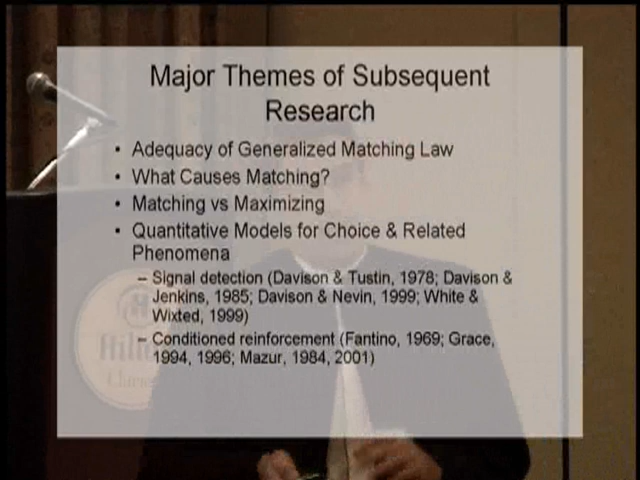 Major Themes of Subsequent
Research
• Adequacy of Generalized Matching Law
• What Causes Matching?
• Matching vs Maximizing
• Quantitative Models for Choice & Related
Phenomena
– Signal detection (Davison & Tustin, 1978; Davison &
Jenkins, 1985; Davison & Nevin, 1999; White &
Wixted, 1999)
– Conditioned reinforcement (Fantino, 1969; Grace,
1994, 1996; Mazur, 1984, 2001)